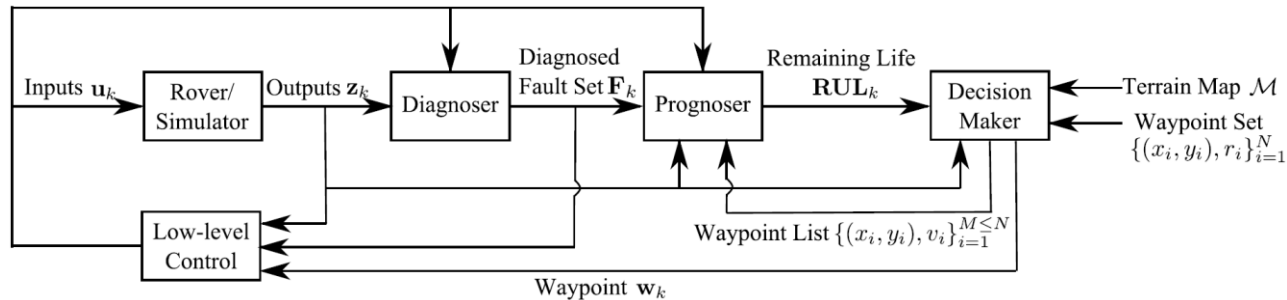 Inputs u_k
Rover/
Simulator
Outputs z_k
Diagnoser
Diagnosed
Fault Set F_k
Prognoser
Remaining Life
RUL_k
Decision
Maker
Terrain Map ℳ
Waypoint Set
{(x_i, y_i), r_i}_{i=1}^N
Low-level
Control
Waypoint List {(x_i, y_i), v_i}_{i=1}^{M≤N}
Waypoint w_k